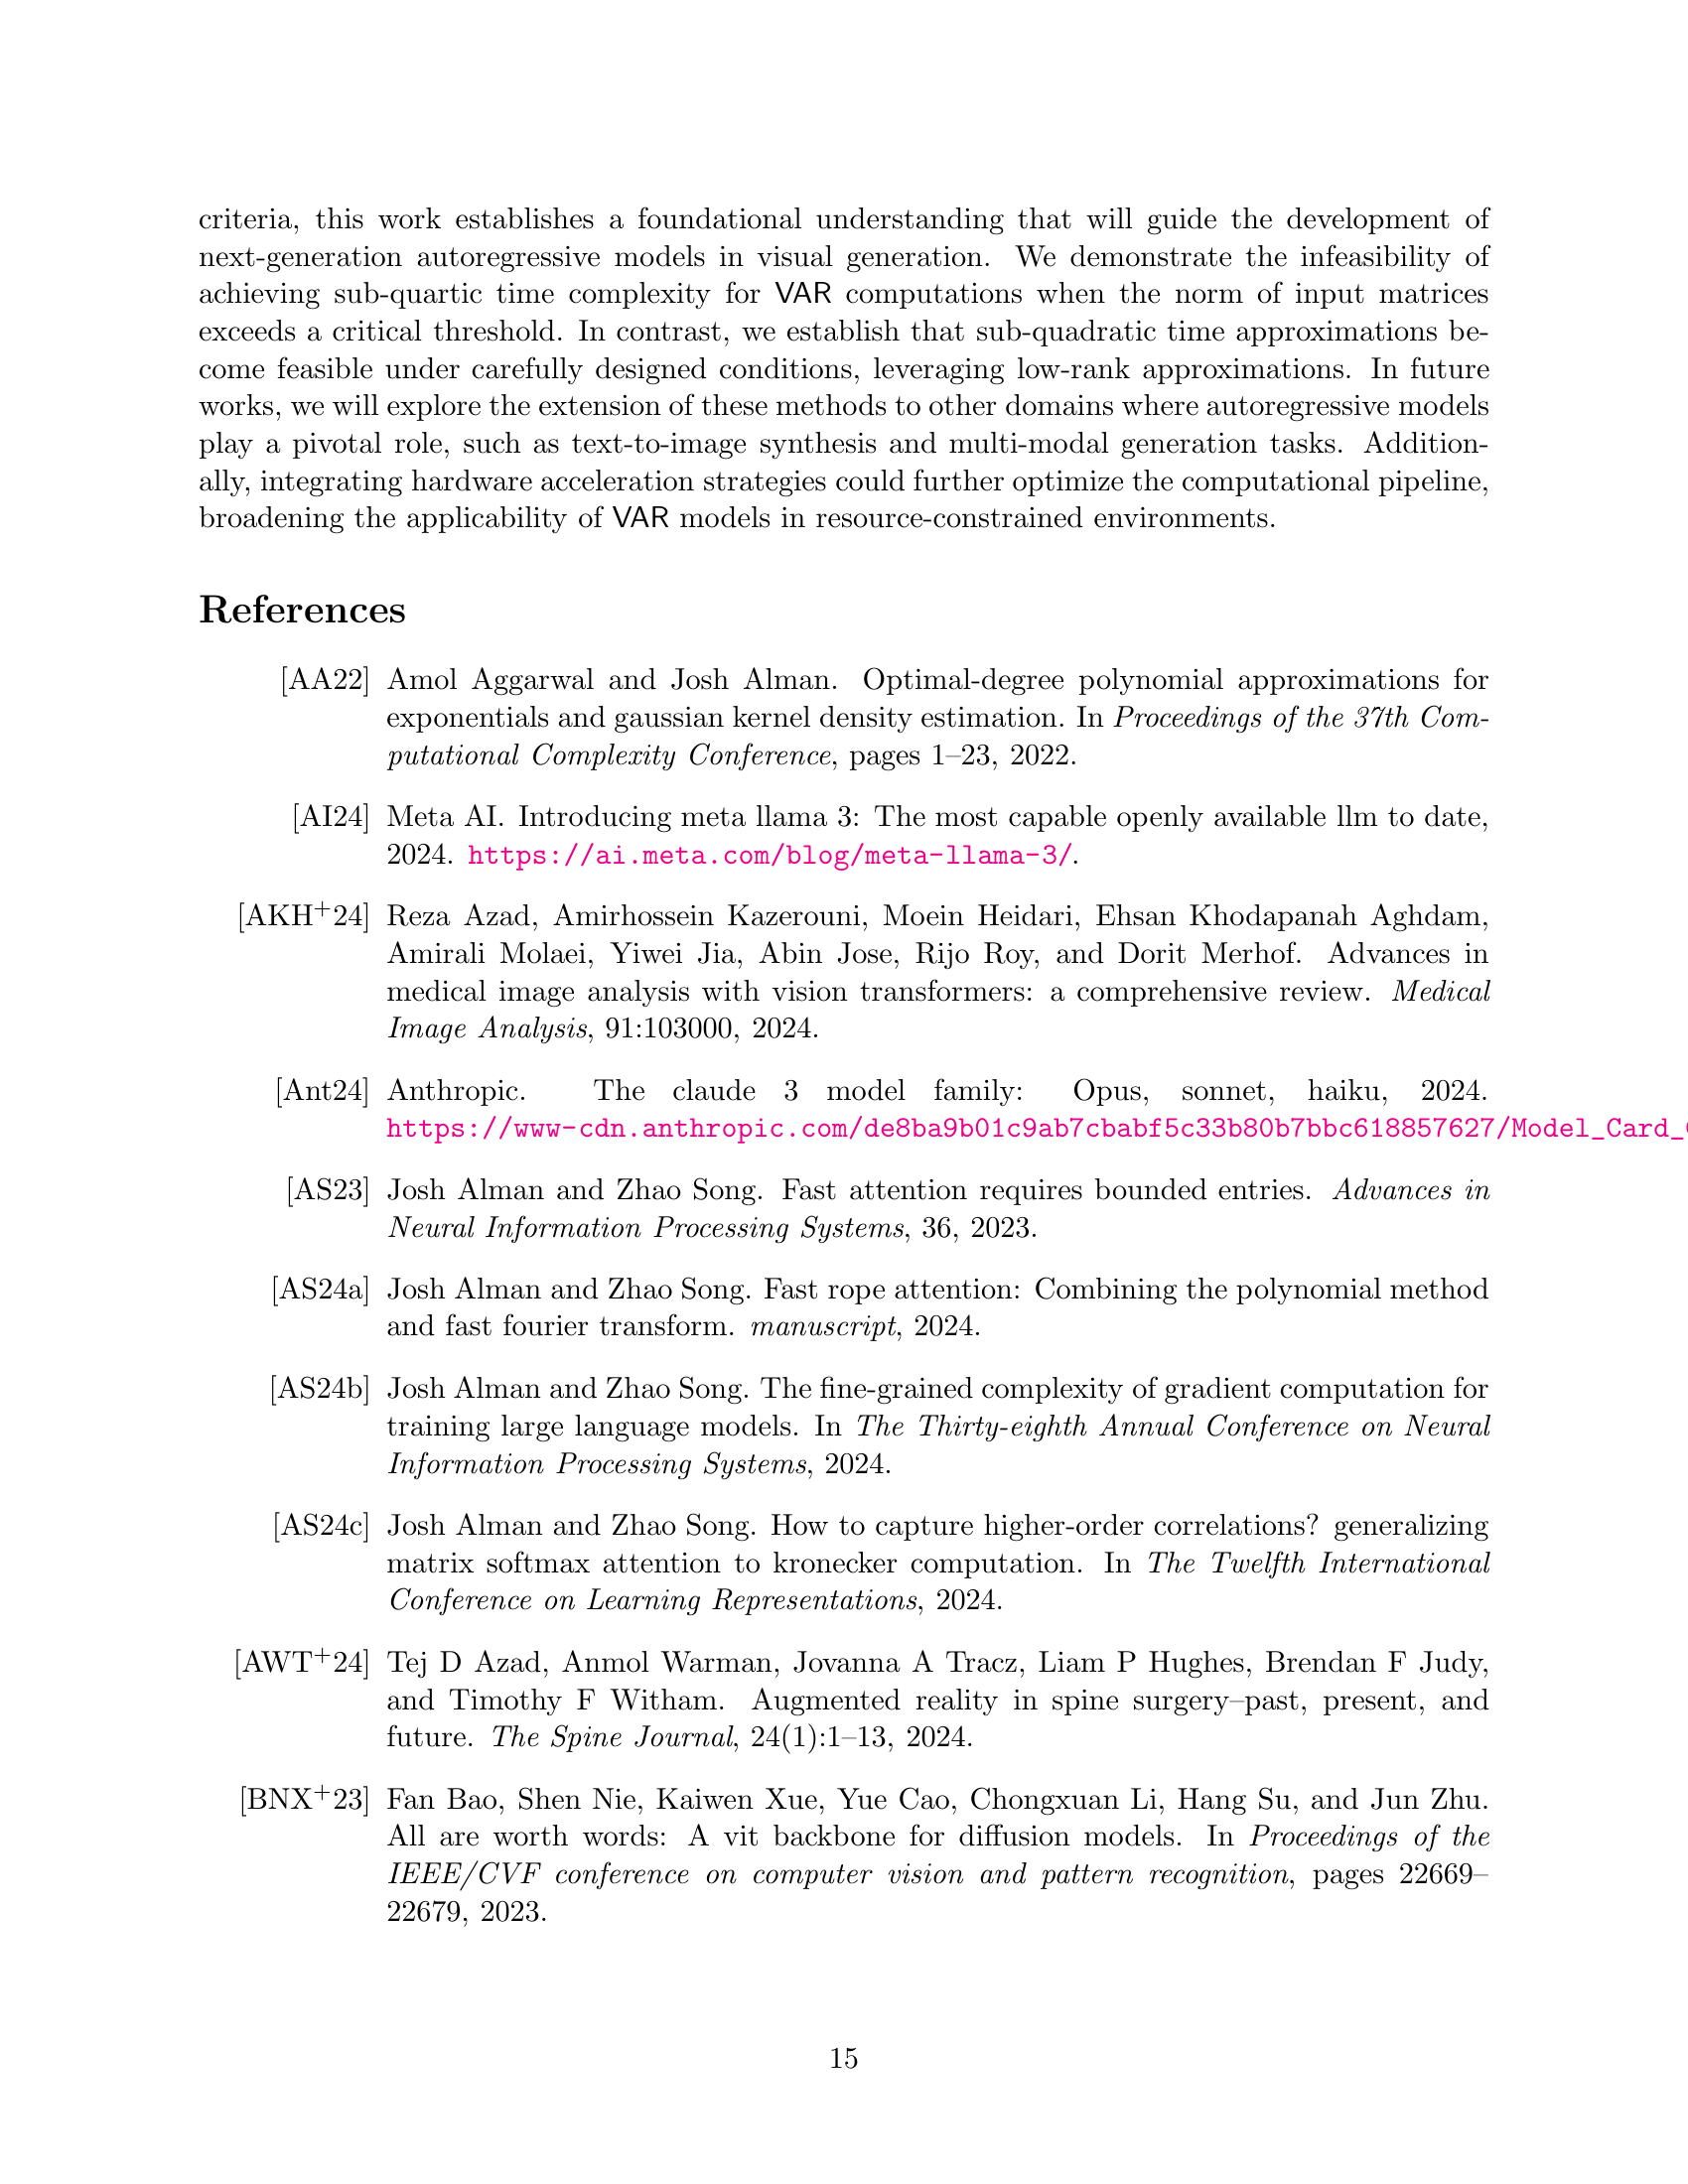 criteria, this work establishes a foundational understanding that will guide the development of
next-generation autoregressive models in visual generation. We demonstrate the infeasibility of
achieving sub-quartic time complexity for VAR computations when the norm of input matrices
exceeds a critical threshold. In contrast, we establish that sub-quadratic time approximations be-
come feasible under carefully designed conditions, leveraging low-rank approximations. In future
works, we will explore the extension of these methods to other domains where autoregressive models
play a pivotal role, such as text-to-image synthesis and multi-modal generation tasks. Addition-
ally, integrating hardware acceleration strategies could further optimize the computational pipeline,
broadening the applicability of VAR models in resource-constrained environments.
References
[AA22] Amol Aggarwal and Josh Alman. Optimal-degree polynomial approximations for
exponentials and gaussian kernel density estimation. In Proceedings of the 37th Com-
putational Complexity Conference, pages 1–23, 2022.
[AI24] Meta AI. Introducing meta llama 3: The most capable openly available llm to date,
2024. https://ai.meta.com/blog/meta-llama-3/.
[AKH+24] Reza Azad, Amirhossein Kazerouni, Moein Heidari, Ehsan Khodapanah Aghdam,
Amirali Molaei, Yiwei Jia, Abin Jose, Rijo Roy, and Dorit Merhof. Advances in
medical image analysis with vision transformers: a comprehensive review. Medical
Image Analysis, 91:103000, 2024.
[Ant24] Anthropic. The claude 3 model family: Opus, sonnet, haiku, 2024.
https://www-cdn.anthropic.com/de8ba9b01c9ab7cbabf5c33b80b7bbc618857627/Model_Card_
[AS23] Josh Alman and Zhao Song. Fast attention requires bounded entries. Advances in
Neural Information Processing Systems, 36, 2023.
[AS24a] Josh Alman and Zhao Song. Fast rope attention: Combining the polynomial method
and fast fourier transform. manuscript, 2024.
[AS24b] Josh Alman and Zhao Song. The fine-grained complexity of gradient computation for
training large language models. In The Thirty-eighth Annual Conference on Neural
Information Processing Systems, 2024.
[AS24c] Josh Alman and Zhao Song. How to capture higher-order correlations? generalizing
matrix softmax attention to kronecker computation. In The Twelfth International
Conference on Learning Representations, 2024.
[AWT+24] Tej D Azad, Anmol Warman, Jovanna A Tracz, Liam P Hughes, Brendan F Judy,
and Timothy F Witham. Augmented reality in spine surgery–past, present, and
future. The Spine Journal, 24(1):1–13, 2024.
[BNX+23] Fan Bao, Shen Nie, Kaiwen Xue, Yue Cao, Chongxuan Li, Hang Su, and Jun Zhu.
All are worth words: A vit backbone for diffusion models. In Proceedings of the
IEEE/CVF conference on computer vision and pattern recognition, pages 22669–
22679, 2023.
15